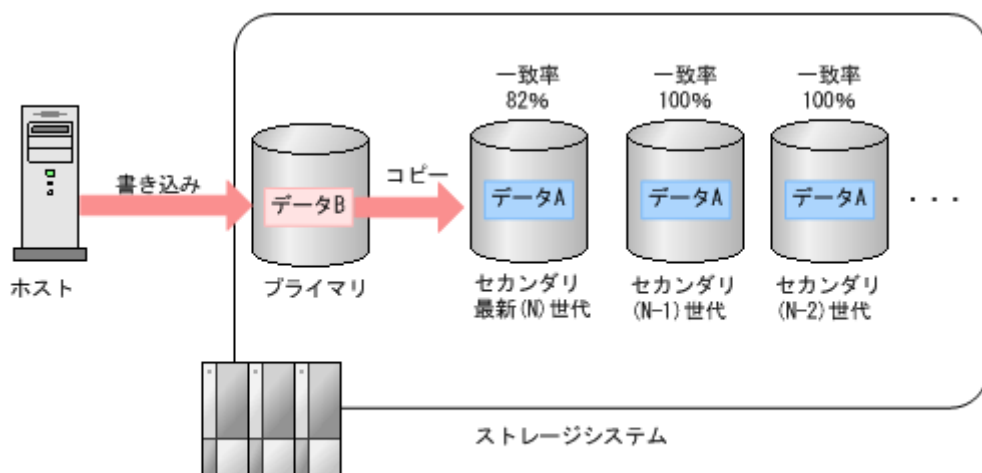 一致率
82%
一致率
100%
一致率
100%
書き込み
コピー
データB
データA
データA
データA
・・・
ホスト
プライマリ
セカンダリ
最新(N)世代
セカンダリ
(N-1)世代
セカンダリ
(N-2)世代
ストレージシステム